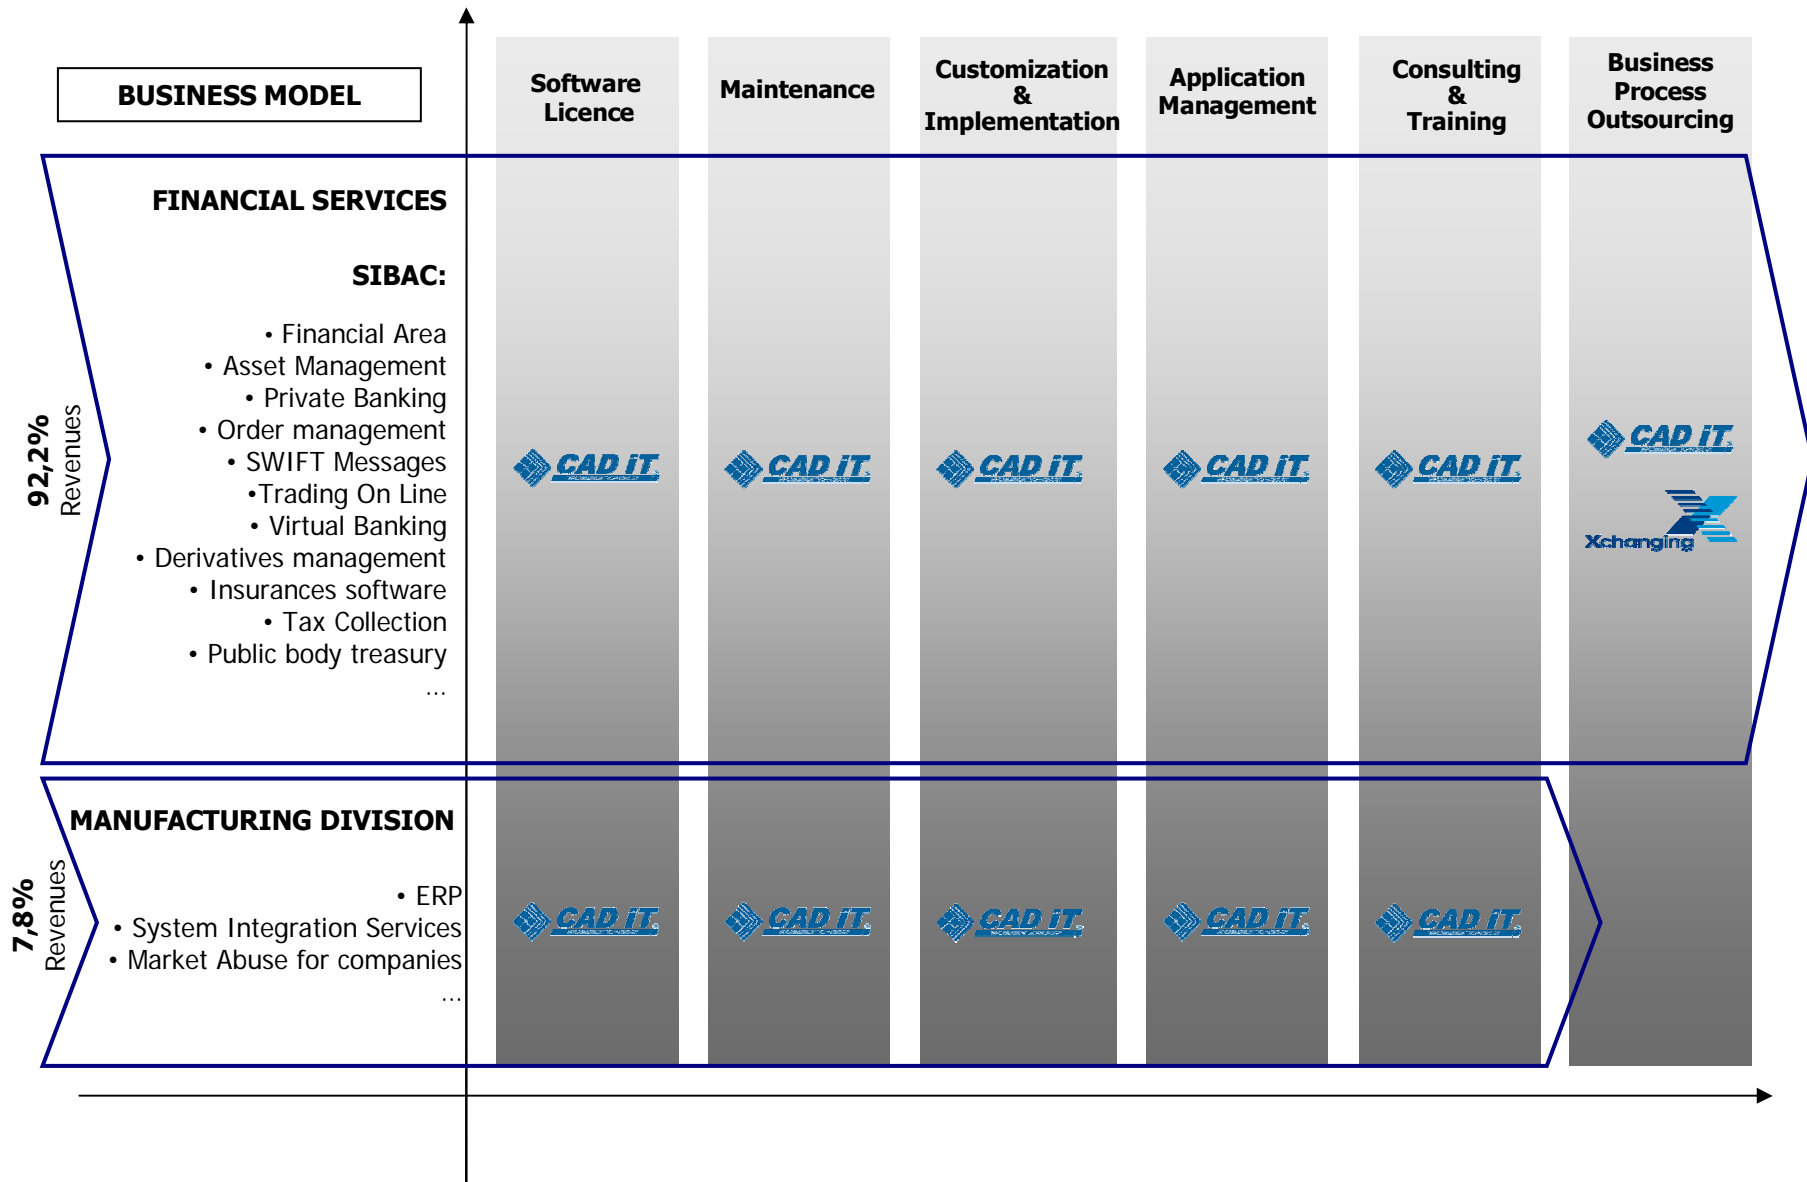 BUSINESS MODEL
Software
Licence
Maintenance
Customization
&
Implementation
Application
Management
Consulting
&
Training
Business
Process
Outsourcing
92,2%
Revenues
FINANCIAL SERVICES
SIBAC:
• Financial Area
• Asset Management
• Private Banking
• Order management
• SWIFT Messages
•Trading On Line
• Virtual Banking
• Derivatives management
• Insurances software
• Tax Collection
• Public body treasury
...
CAD iT
CAD iT
CAD iT
CAD iT
CAD iT
CAD iT
Xchanging
7,8%
Revenues
MANUFACTURING DIVISION
• ERP
• System Integration Services
• Market Abuse for companies
...
CAD iT
CAD iT
CAD iT
CAD iT
CAD iT